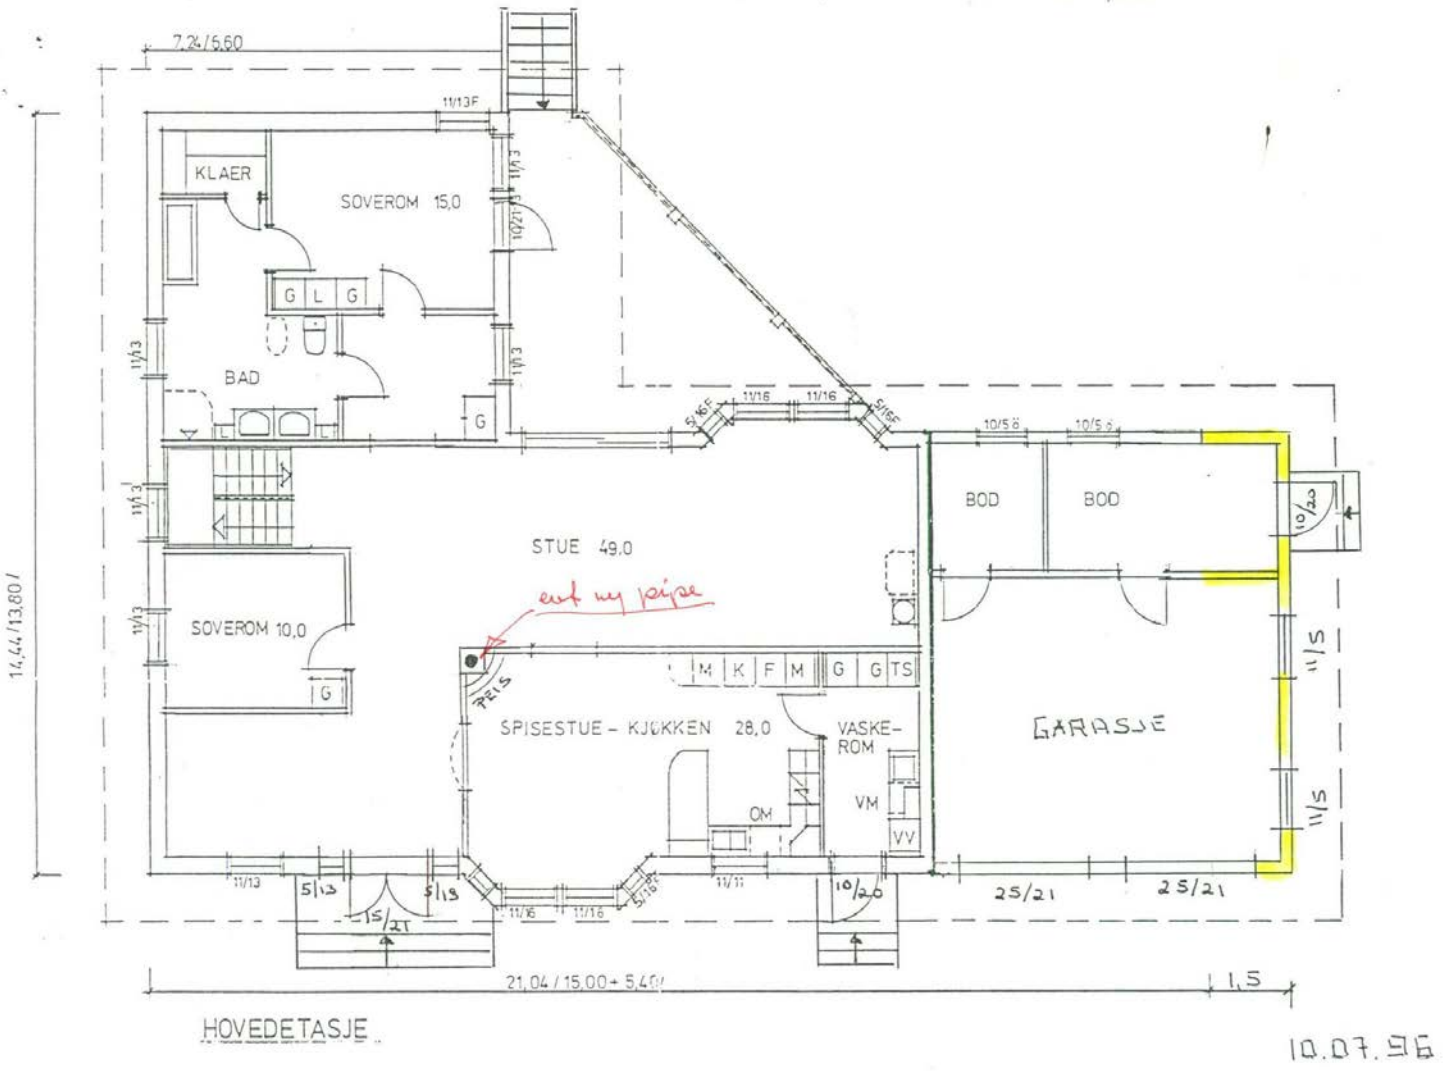 7,24/6,60
11/13F
KLAER
SOVEROM 15,0
11/13
10/21
G L G
11/13
11/13
BAD
G
L L
5/16F
11/16
11/16
5/16F
10/5
10/5
11/13
BOD
BOD
10/20
STUE 49,0
14,44/13,80/
evt ny pipe
11/13
SOVEROM 10,0
G
PEIS
M K F M G G TS
11/5
SPISESTUE - KJØKKEN 28,0
VASKE-
ROM
GARASJE
OM
VM
VV
11/5
11/13
5/13
5/13
15/21
11/16
11/16
5/16F
11/11
10/20
25/21
25/21
21,04/15,00+5,40/
1,5
HOVEDETASJE
10.07.96